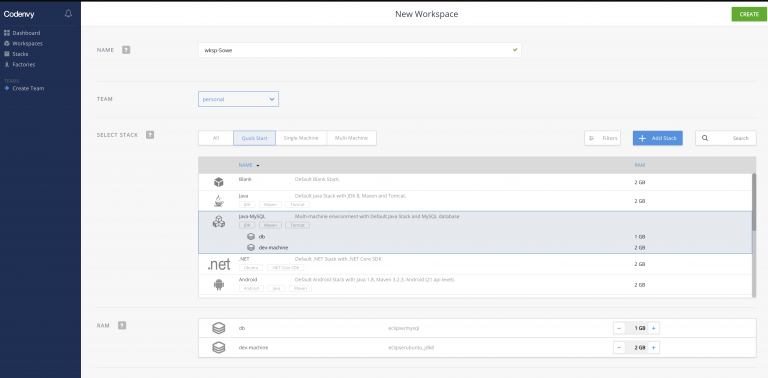 Codenvy
New Workspace
CREATE
Dashboard
Workspaces
Stacks
Factories
TEAMS
Create Team
NAME ?
wksp-5owe
TEAM
personal
SELECT STACK ?
All Quick Start Single Machine Multi Machine
Filters
Add Stack
Search
NAME RAM
Blank Default Blank Stack. 2 GB
Java Default Java Stack with JDK 8, Maven and Tomcat. 2 GB
JDK Maven Tomcat
Java-MySQL Multi-machine environment with Default Java Stack and MySQL database
JDK Maven Tomcat
db 1 GB
dev-machine 2 GB
.net
.NET Default .NET Stack with .NET Core SDK 2 GB
Ubuntu .NET Core SDK
Android Default Android Stack with Java 1.8, Maven 3.2.3, Android (21 api level). 2 GB
Android Java Maven
RAM ?
db eclipse/mysql − 1 GB +
dev-machine eclipse/ubuntu_jdk8 − 2 GB +